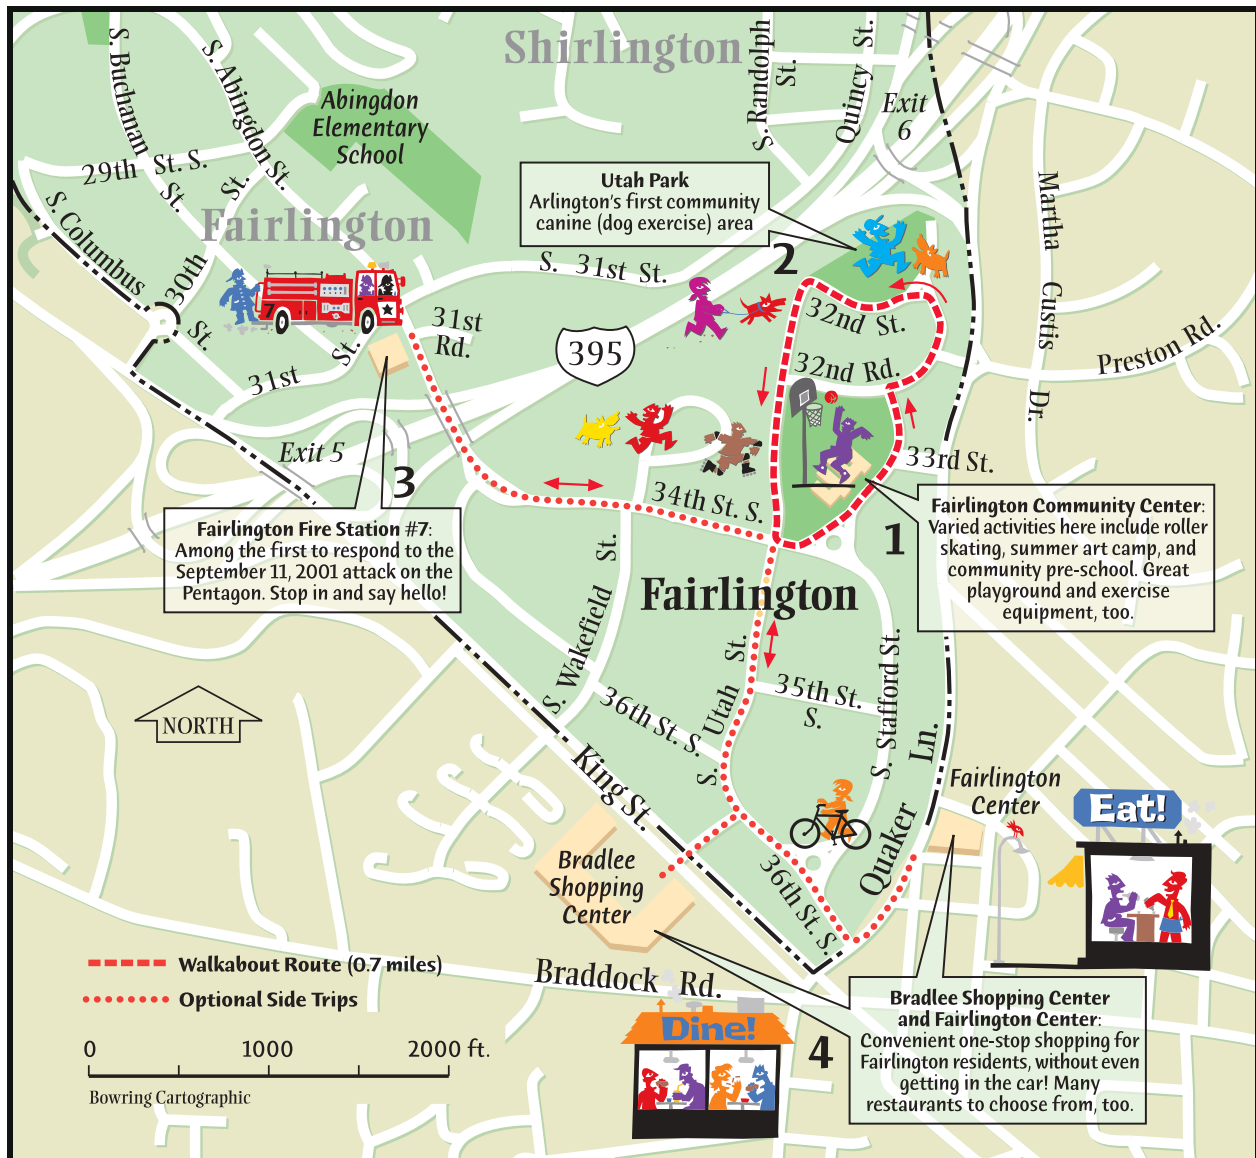 Shirlington
S. Buchanan
St.
S. Abingdon St.
Abingdon
Elementary
School
S. Randolph
St.
Quincy St.
Exit
6
29th St. S.
St.
S. Columbus
St.
30th
Fairlington
Utah Park
Arlington's first community
canine (dog exercise) area
2
S. 31st St.
Martha Custis
Dr.
Preston Rd.
7
31st
Rd.
31st
St.
395
32nd St.
32nd Rd.
33rd St.
Exit 5
3
34th St. S.
Fairlington Fire Station #7:
Among the first to respond to the
September 11, 2001 attack on the
Pentagon. Stop in and say hello!
1
Fairlington Community Center:
Varied activities here include roller
skating, summer art camp, and
community pre-school. Great
playground and exercise
equipment, too.
Fairlington
S. Wakefield St.
S. Utah St.
35th St.
S.
36th St. S.
S. Stafford St.
Quaker Ln.
NORTH
King St.
Fairlington
Center
Eat!
Bradlee
Shopping
Center
36th St. S.
Braddock Rd.
Walkabout Route (0.7 miles)
Optional Side Trips
0 1000 2000 ft.
Bowring Cartographic
Dine!
4
Bradlee Shopping Center
and Fairlington Center:
Convenient one-stop shopping for
Fairlington residents, without even
getting in the car! Many
restaurants to choose from, too.